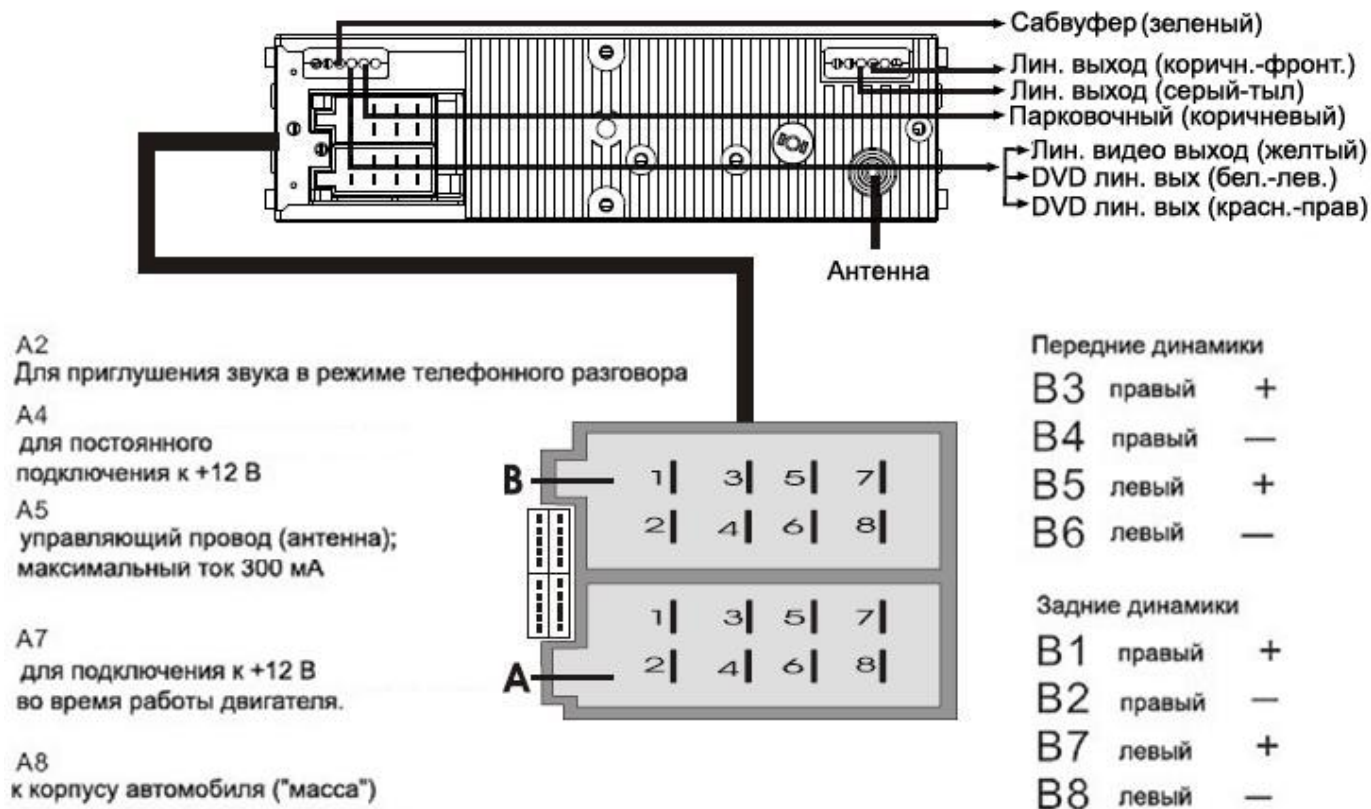 Сабвуфер (зеленый)
Лин. выход (коричн.-фронт.)
Лин. выход (серый-тыл)
Парковочный (коричневый)
Лин. видео выход (желтый)
DVD лин. вых (бел.-лев.)
DVD лин. вых (красн.-прав)
Антенна
A2
Для приглушения звука в режиме телефонного разговора
A4
для постоянного
подключения к +12 В
A5
управляющий провод (антенна);
максимальный ток 300 мА
A7
для подключения к +12 В
во время работы двигателя.
A8
к корпусу автомобиля ("масса")
B
1 3 5 7
2 4 6 8
1 3 5 7
2 4 6 8
A
Передние динамики
B3 правый +
B4 правый —
B5 левый +
B6 левый —
Задние динамики
B1 правый +
B2 правый —
B7 левый +
B8 левый —